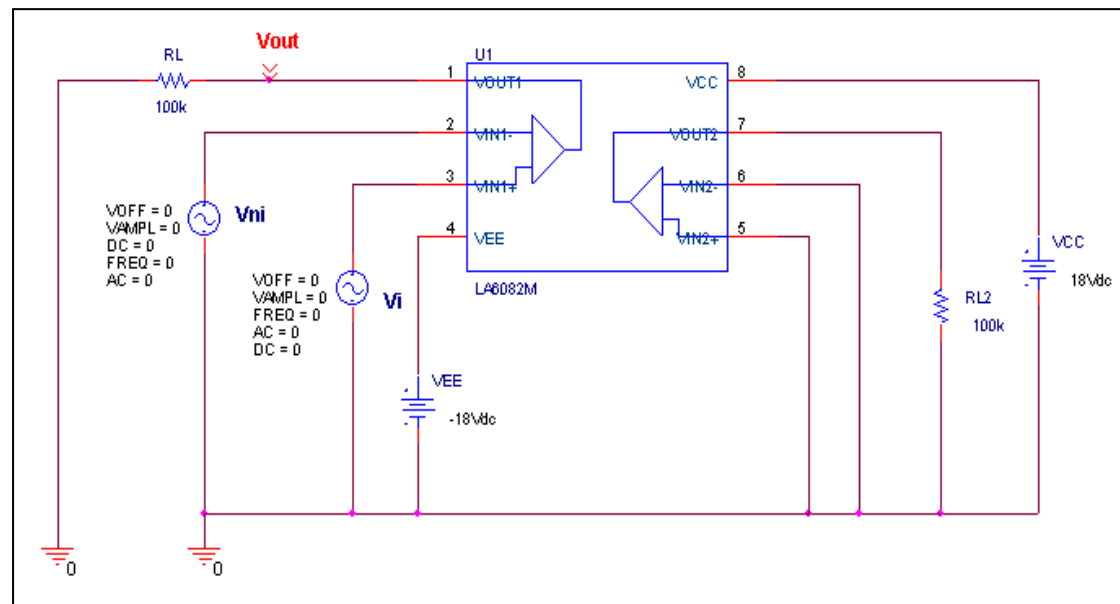 Vout
RL
100k
U1
1
VOUT1
VCC
8
2
VIN1-
VOUT2
7
3
VIN1+
VIN2-
6
4
VEE
VIN2+
5
LA6082M
VOFF = 0
VAMPL = 0
DC = 0
FREQ = 0
AC = 0
Vni
VOFF = 0
VAMPL = 0
FREQ = 0
AC = 0
DC = 0
Vi
VEE
-18Vdc
RL2
100k
VCC
18Vdc
0
0